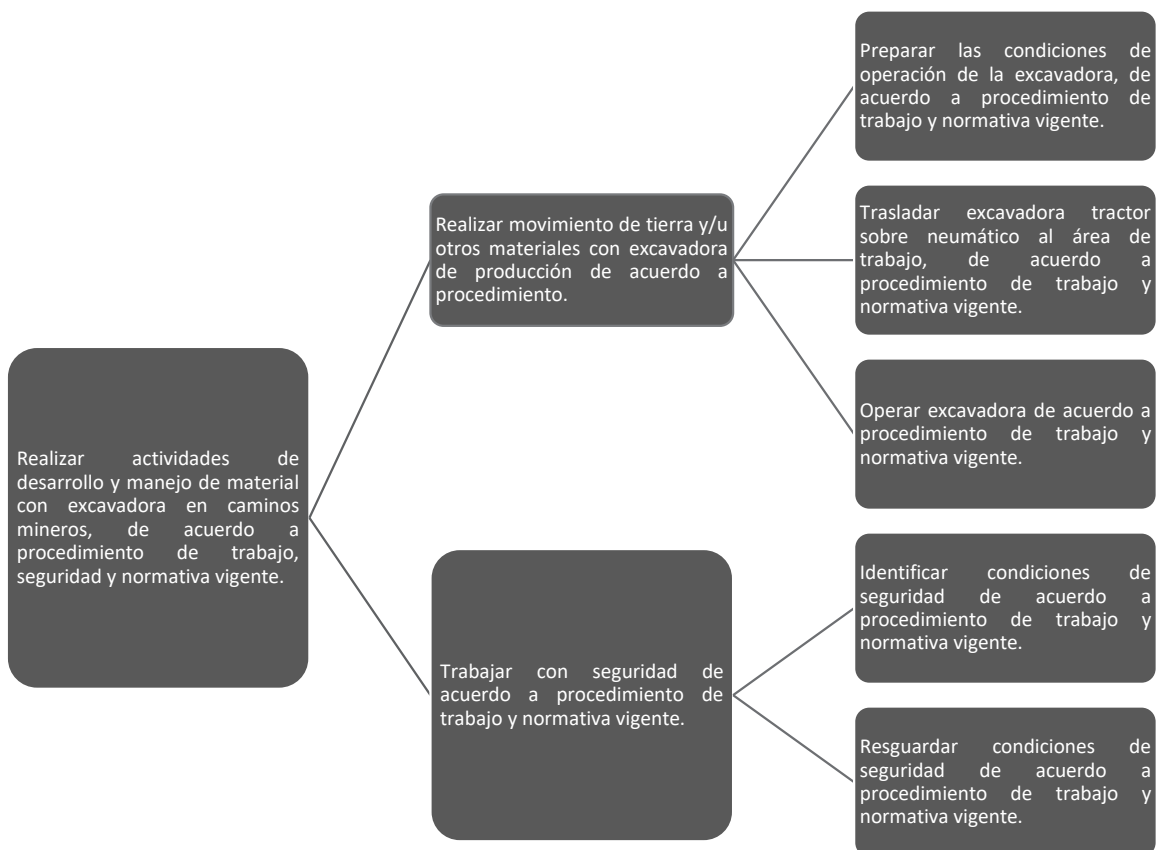 Realizar actividades de
desarrollo y manejo de material
con excavadora en caminos
mineros, de acuerdo a
procedimiento de trabajo,
seguridad y normativa vigente.
Realizar movimiento de tierra y/u
otros materiales con excavadora
de producción de acuerdo a
procedimiento.
Preparar las condiciones de
operación de la excavadora, de
acuerdo a procedimiento de
trabajo y normativa vigente.
Trasladar excavadora tractor
sobre neumático al área de
trabajo, de acuerdo a
procedimiento de trabajo y
normativa vigente.
Operar excavadora de acuerdo a
procedimiento de trabajo y
normativa vigente.
Trabajar con seguridad de
acuerdo a procedimiento de
trabajo y normativa vigente.
Identificar condiciones de
seguridad de acuerdo a
procedimiento de trabajo y
normativa vigente.
Resguardar condiciones de
seguridad de acuerdo a
procedimiento de trabajo y
normativa vigente.